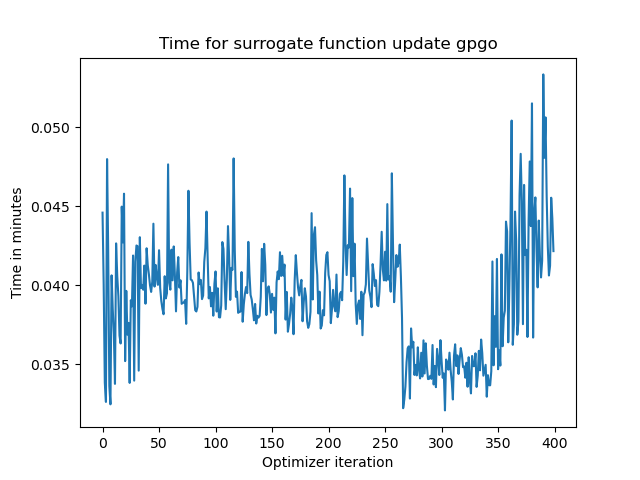 Time for surrogate function update gpgo
0.050
0.045
0.040
0.035
Time in minutes
0 50 100 150 200 250 300 350 400
Optimizer iteration